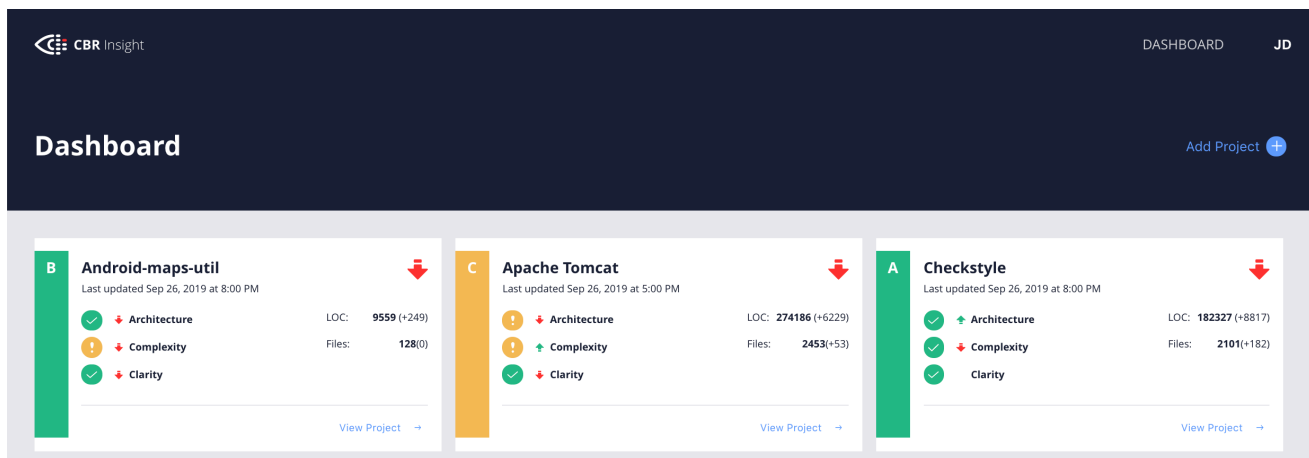 CBR Insight
DASHBOARD
JD
Dashboard
Add Project
B
Android-maps-util
Last updated Sep 26, 2019 at 8:00 PM
Architecture
LOC: 9559 (+249)
Complexity
Files: 128(0)
Clarity
View Project →
C
Apache Tomcat
Last updated Sep 26, 2019 at 5:00 PM
Architecture
LOC: 274186 (+6229)
Complexity
Files: 2453(+53)
Clarity
View Project →
A
Checkstyle
Last updated Sep 26, 2019 at 8:00 PM
Architecture
LOC: 182327 (+8817)
Complexity
Files: 2101(+182)
Clarity
View Project →